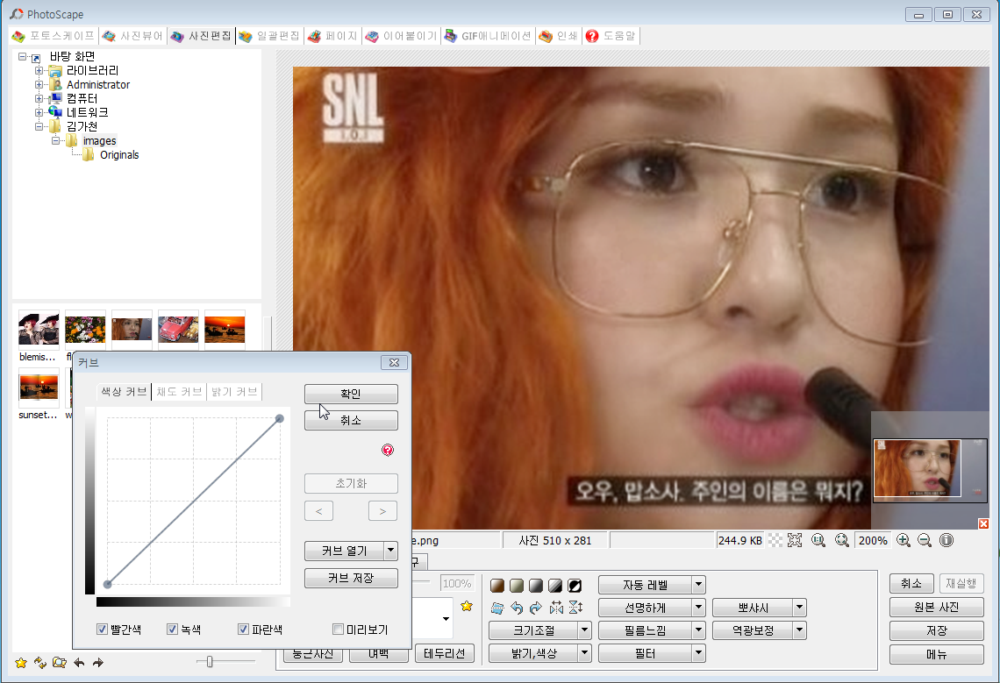 PhotoScape
포토스케이프 사진뷰어 사진편집 일괄편집 페이지 이어붙이기 GIF애니메이션 인쇄 도움말
바탕 화면
라이브러리
Administrator
컴퓨터
네트워크
김가천
images
Originals
SNL
I.O.I
blemis...
sunset...
커브
색상 커브 채도 커브 밝기 커브
확인
취소
초기화
< >
커브 열기
커브 저장
빨간색 녹색 파란색 미리보기
오우, 맙소사. 주인의 이름은 뭐지?
e.png 사진 510 x 281 244.9 KB 200%
구
100%
자동 레벨
선명하게 뽀샤시
크기조절 필름느낌 역광보정
밝기,색상 필터
둥근사진 여백 테두리선
취소 재실행
원본 사진
저장
메뉴